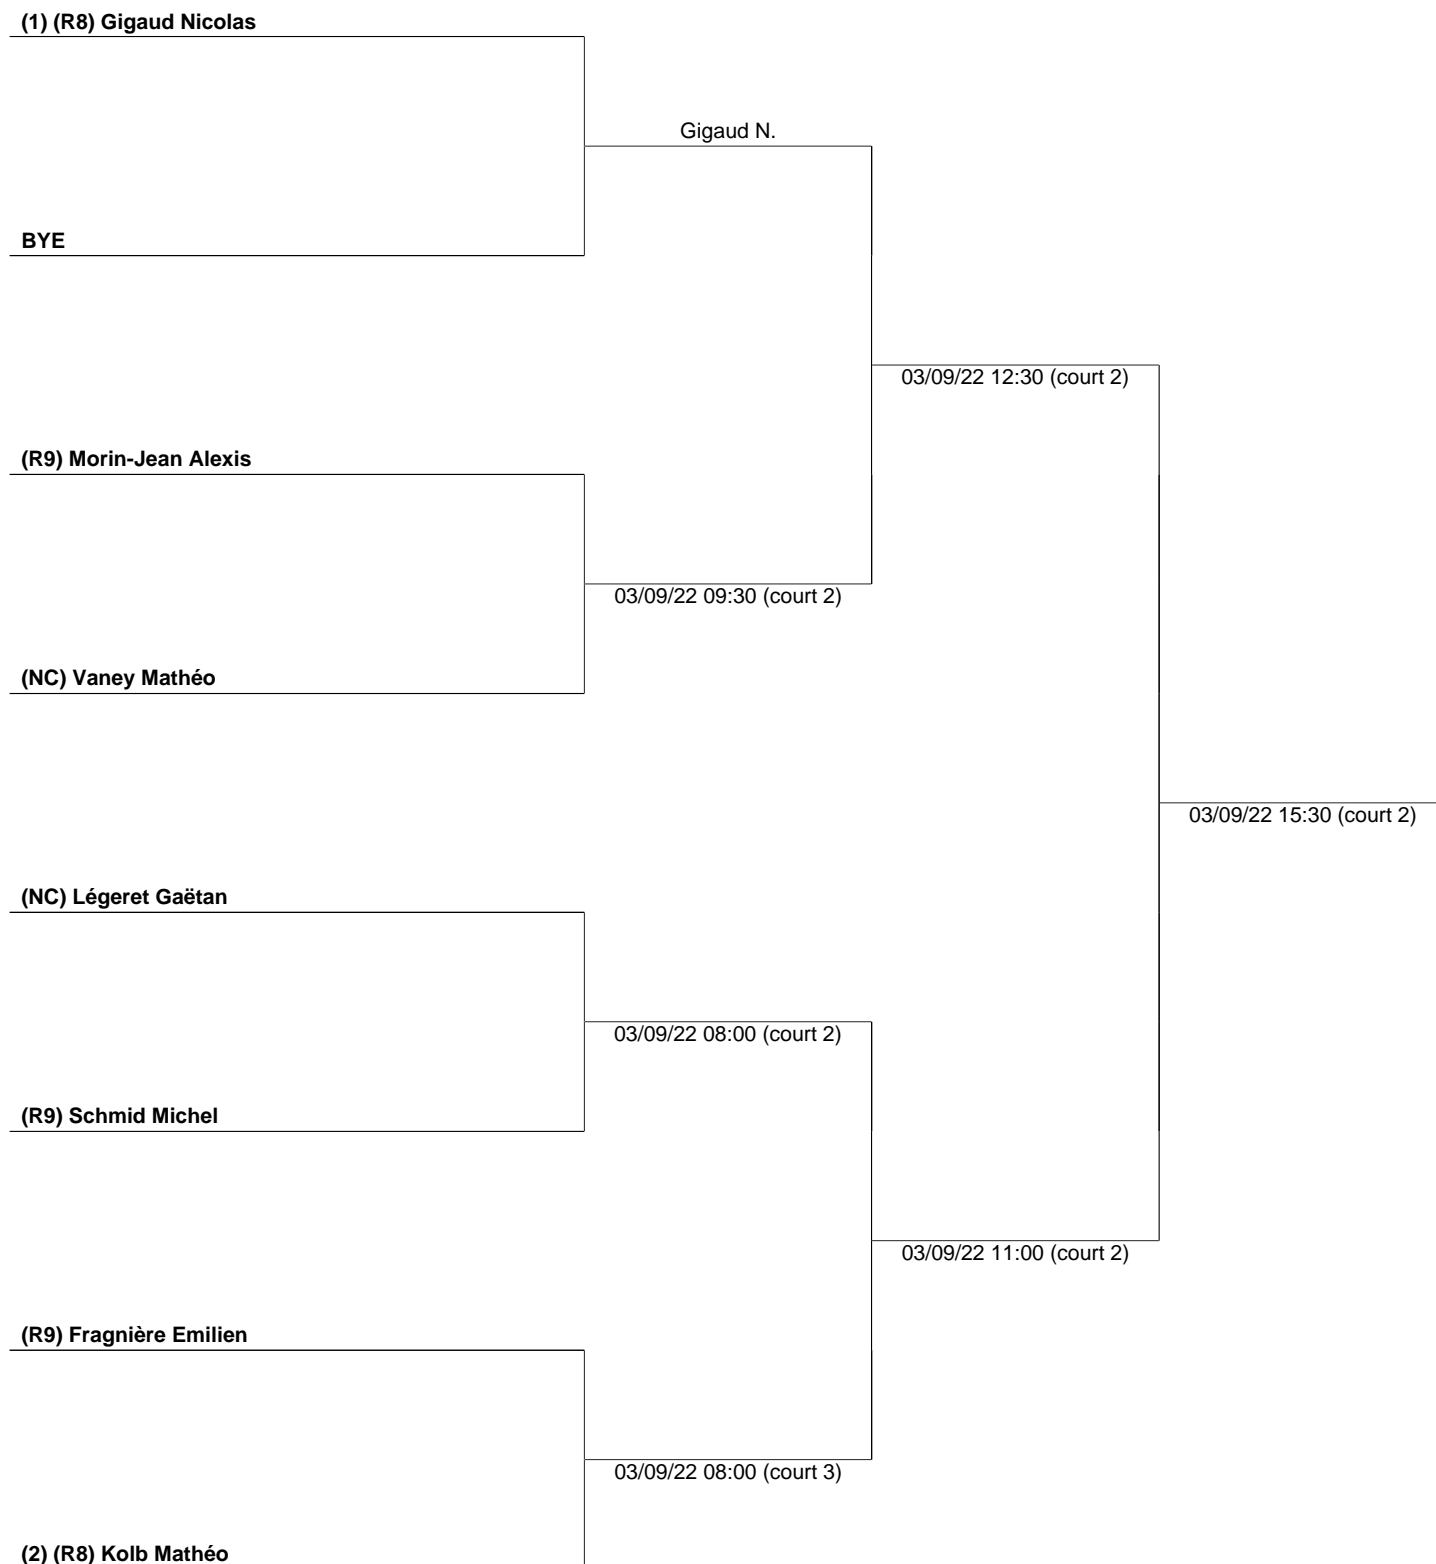 (1) (R8) Gigaud Nicolas
Gigaud N.
BYE
03/09/22 12:30 (court 2)
(R9) Morin-Jean Alexis
03/09/22 09:30 (court 2)
(NC) Vaney Mathéo
03/09/22 15:30 (court 2)
(NC) Légeret Gaëtan
03/09/22 08:00 (court 2)
(R9) Schmid Michel
03/09/22 11:00 (court 2)
(R9) Fragnière Emilien
03/09/22 08:00 (court 3)
(2) (R8) Kolb Mathéo